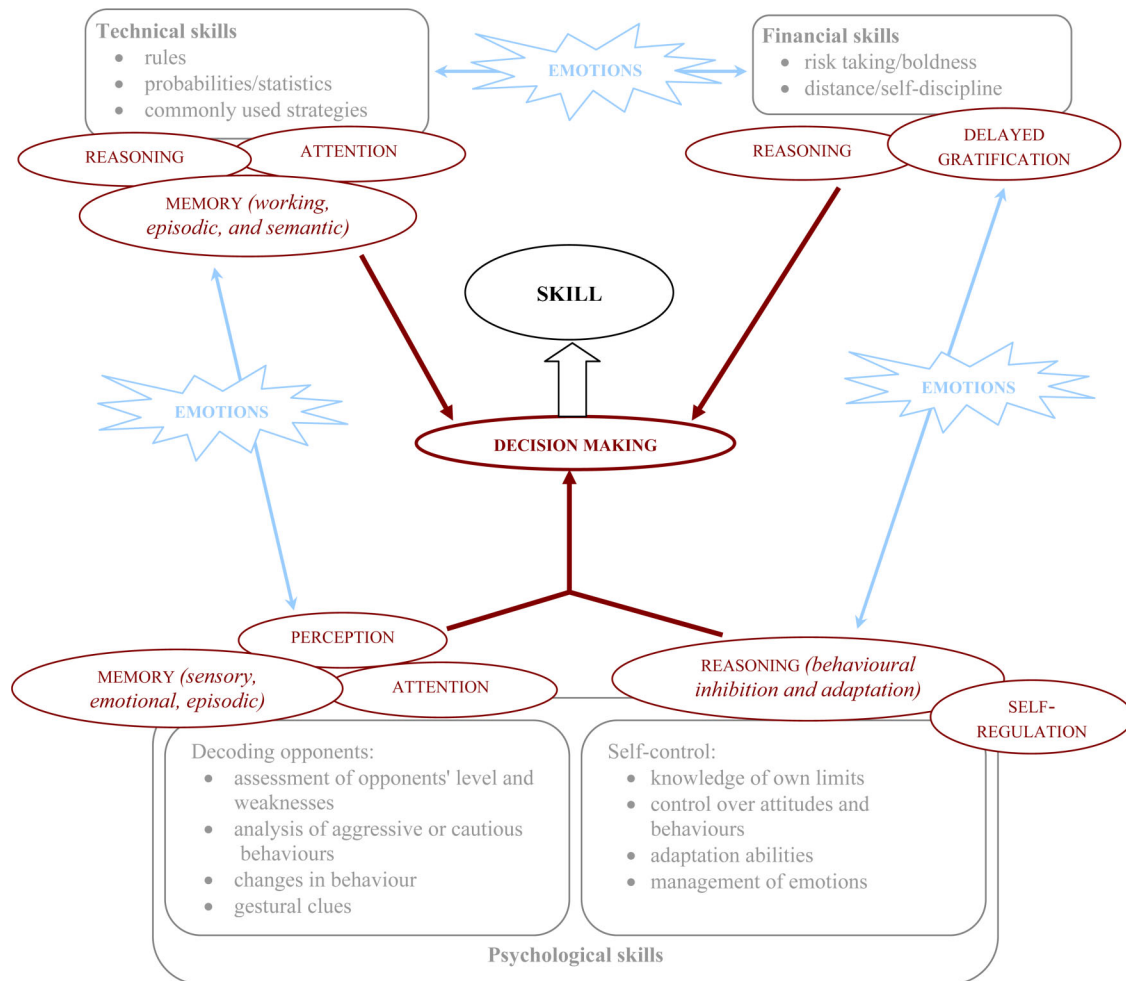 Technical skills
• rules
• probabilities/statistics
• commonly used strategies
EMOTIONS
Financial skills
• risk taking/boldness
• distance/self-discipline
REASONING
ATTENTION
MEMORY (working,
episodic, and semantic)
REASONING
DELAYED
GRATIFICATION
SKILL
EMOTIONS
EMOTIONS
DECISION MAKING
PERCEPTION
MEMORY (sensory,
emotional, episodic)
ATTENTION
REASONING (behavioural
inhibition and adaptation)
SELF-
REGULATION
Decoding opponents:
• assessment of opponents' level and
weaknesses
• analysis of aggressive or cautious
behaviours
• changes in behaviour
• gestural clues
Self-control:
• knowledge of own limits
• control over attitudes and
behaviours
• adaptation abilities
• management of emotions
Psychological skills